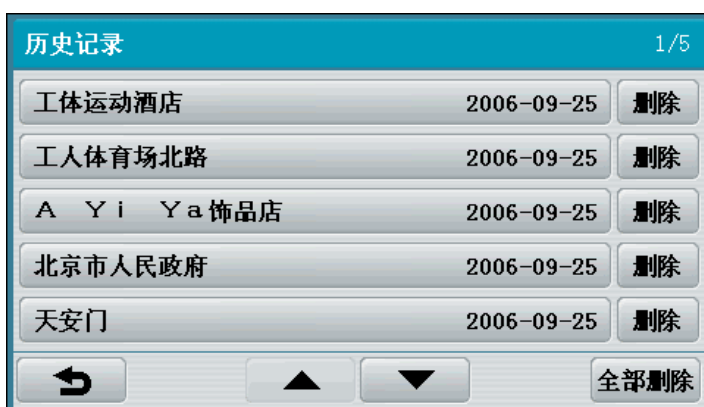 历史记录 1/5
工体运动酒店 2006-09-25 删除
工人体育场北路 2006-09-25 删除
A Yi Ya饰品店 2006-09-25 删除
北京市人民政府 2006-09-25 删除
天安门 2006-09-25 删除
全部删除